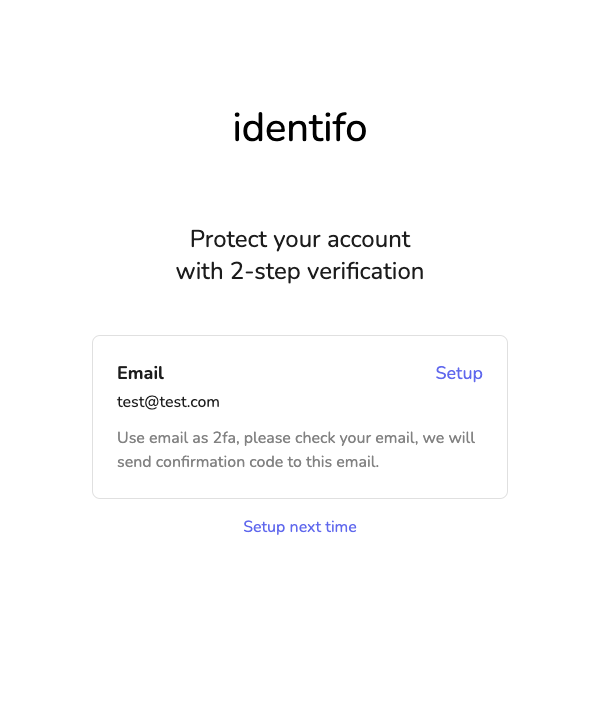 identifo
Protect your account
with 2-step verification
Email
Setup
test@test.com
Use email as 2fa, please check your email, we will
send confirmation code to this email.
Setup next time